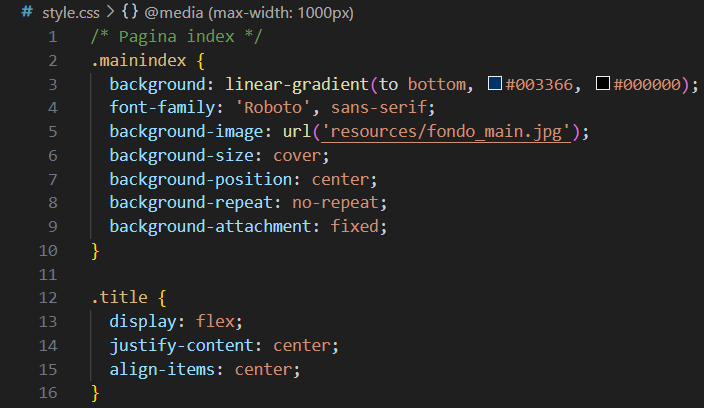 # style.css > {} @media (max-width: 1000px)
1 /* Pagina index */
2 .mainindex {
3 background: linear-gradient(to bottom, #003366, #000000);
4 font-family: 'Roboto', sans-serif;
5 background-image: url('resources/fondo_main.jpg');
6 background-size: cover;
7 background-position: center;
8 background-repeat: no-repeat;
9 background-attachment: fixed;
10 }
11
12 .title {
13 display: flex;
14 justify-content: center;
15 align-items: center;
16 }